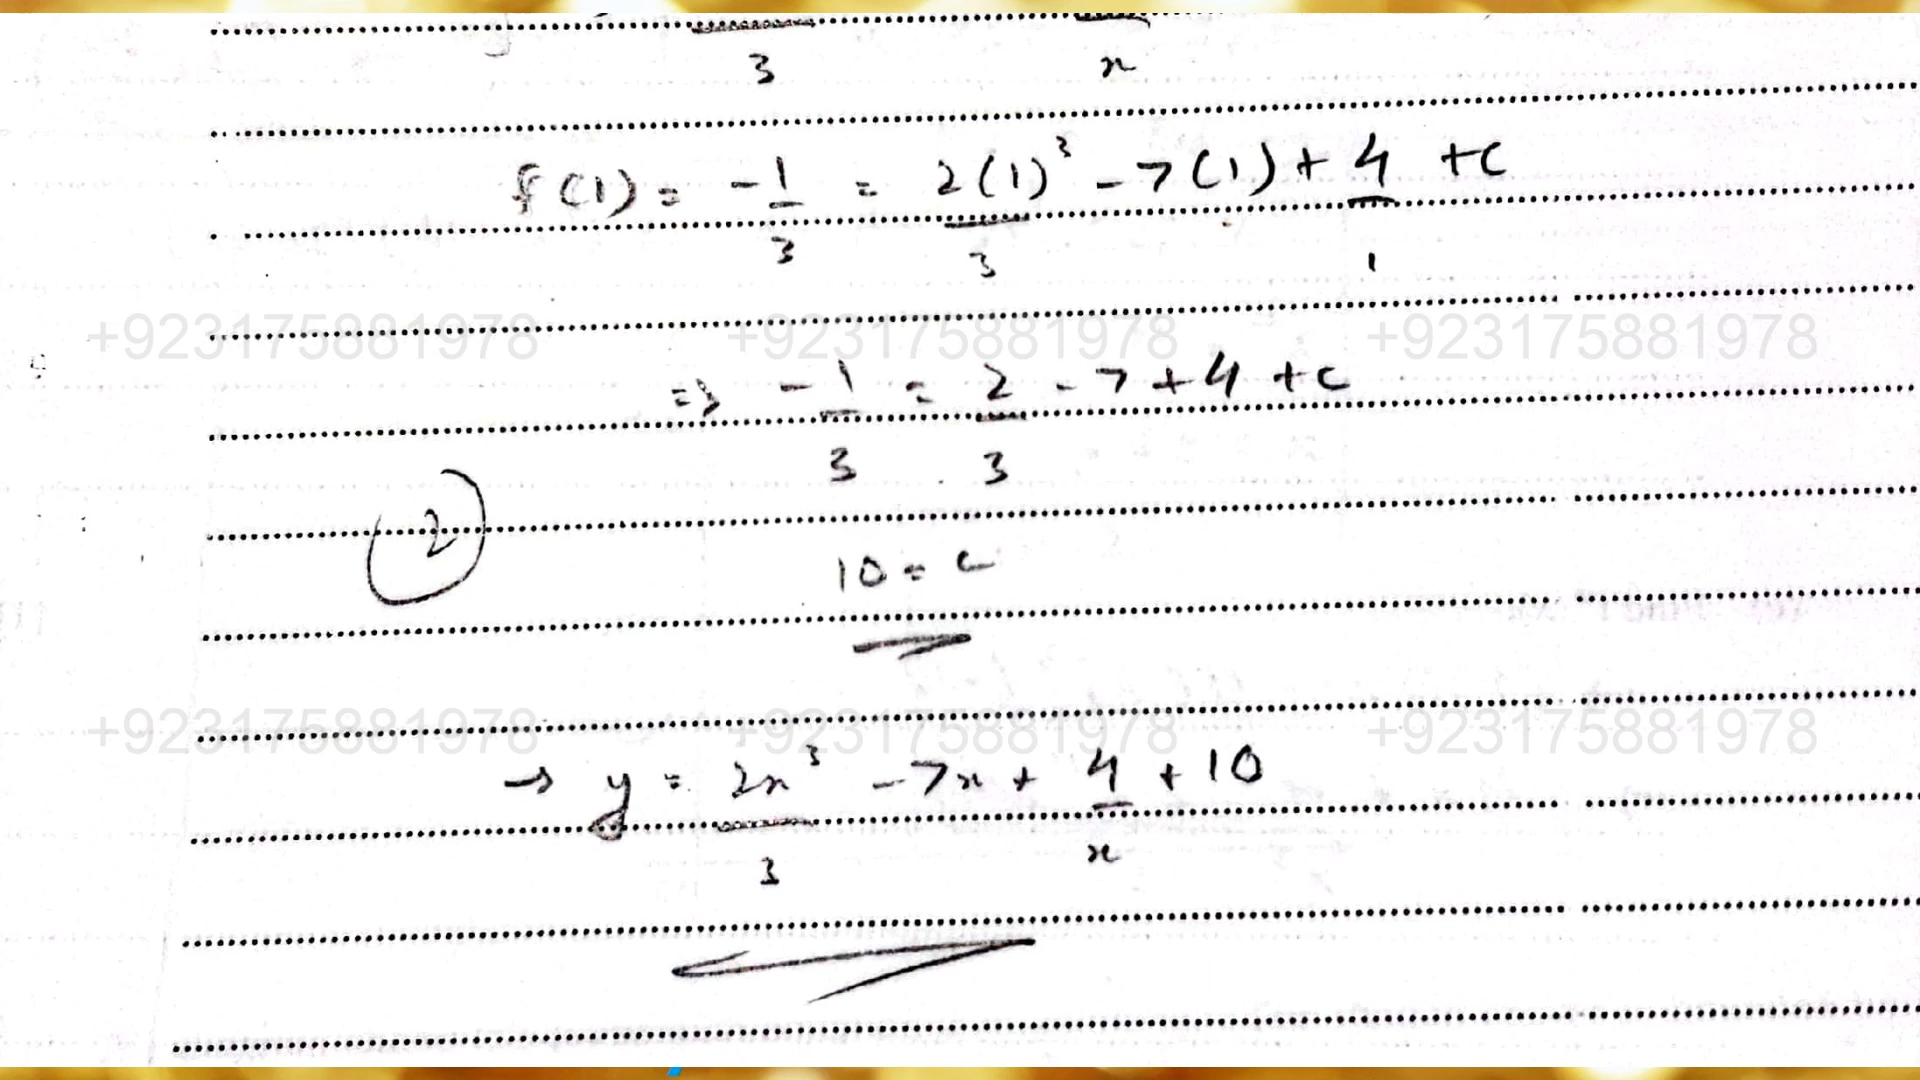 3 x
f(1) = -1/3 = 2(1)³/3 - 7(1) + 4/1 + c
+923175881978 +923175881978 +923175881978
=> -1/3 = 2/3 - 7 + 4 + c
2
10 = c
+923175881978 +923175881978 +923175881978
→ y = 2x³/3 - 7x + 4/x + 10